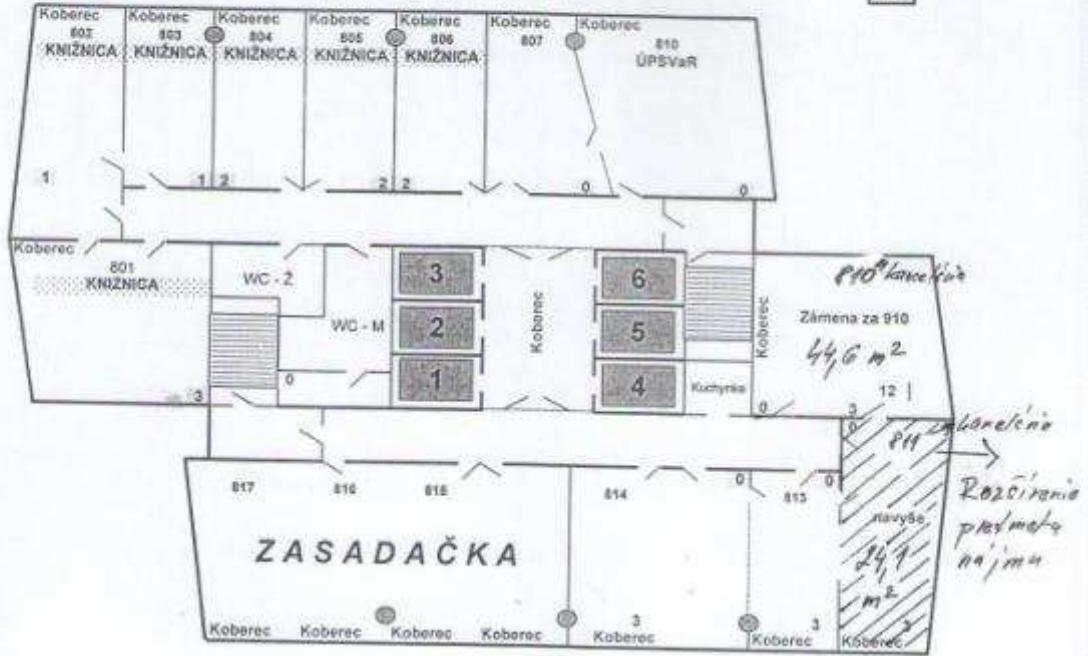 Koberec Koberec Koberec Koberec Koberec Koberec Koberec
802 803 804 805 806 807 810
KNIŽNICA KNIŽNICA KNIŽNICA KNIŽNICA KNIŽNICA ÚPSVaR
1 1 2 2 2 0 0
Koberec
801
KNIŽNICA
WC - Ž
WC - M
3
2
1
Koberec
6
5
4
Kuchynka
Koberec
810 kancelária
Zámena za 910
44,6 m²
12
3 0 0 3
0
811 kancelária
Rozšírenie
predmetu
nájmu
navyše
24,1
m²
817 816 815 814 0 813 0
ZASADAČKA
3 3 3
Koberec Koberec Koberec Koberec Koberec Koberec Koberec